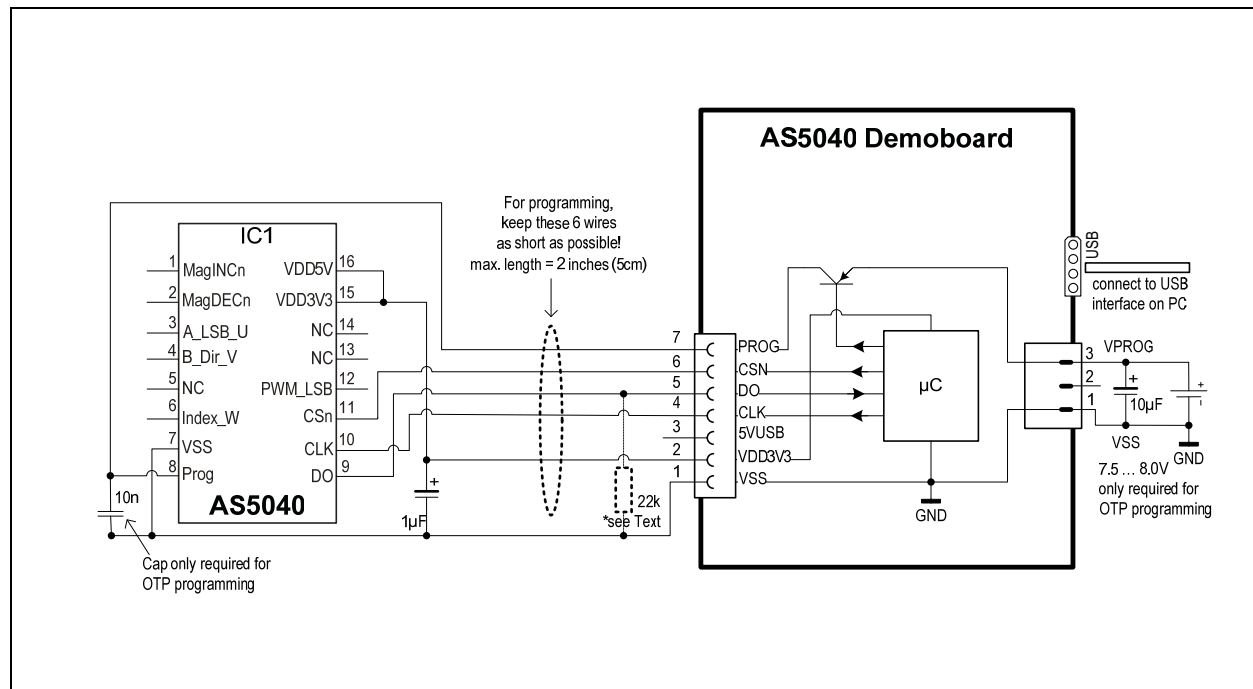 AS5040 Demoboard
For programming,
keep these 6 wires
as short as possible!
max. length = 2 inches (5cm)
IC1
1 MagINCn
2 MagDECn
3 A_LSB_U
4 B_Dir_V
5 NC
6 Index_W
7 VSS
8 Prog
VDD5V 16
VDD3V3 15
NC 14
NC 13
PWM_LSB 12
CSn 11
CLK 10
DO 9
AS5040
10n
Cap only required for
OTP programming
1µF
+
22k
*see Text
7 PROG
6 CSN
5 DO
4 CLK
3 5VUSB
2 VDD3V3
1 VSS
µC
GND
USB
connect to USB
interface on PC
3 VPROG
2
1
+
10µF
+
-
VSS
GND
7.5 ... 8.0V
only required for
OTP programming